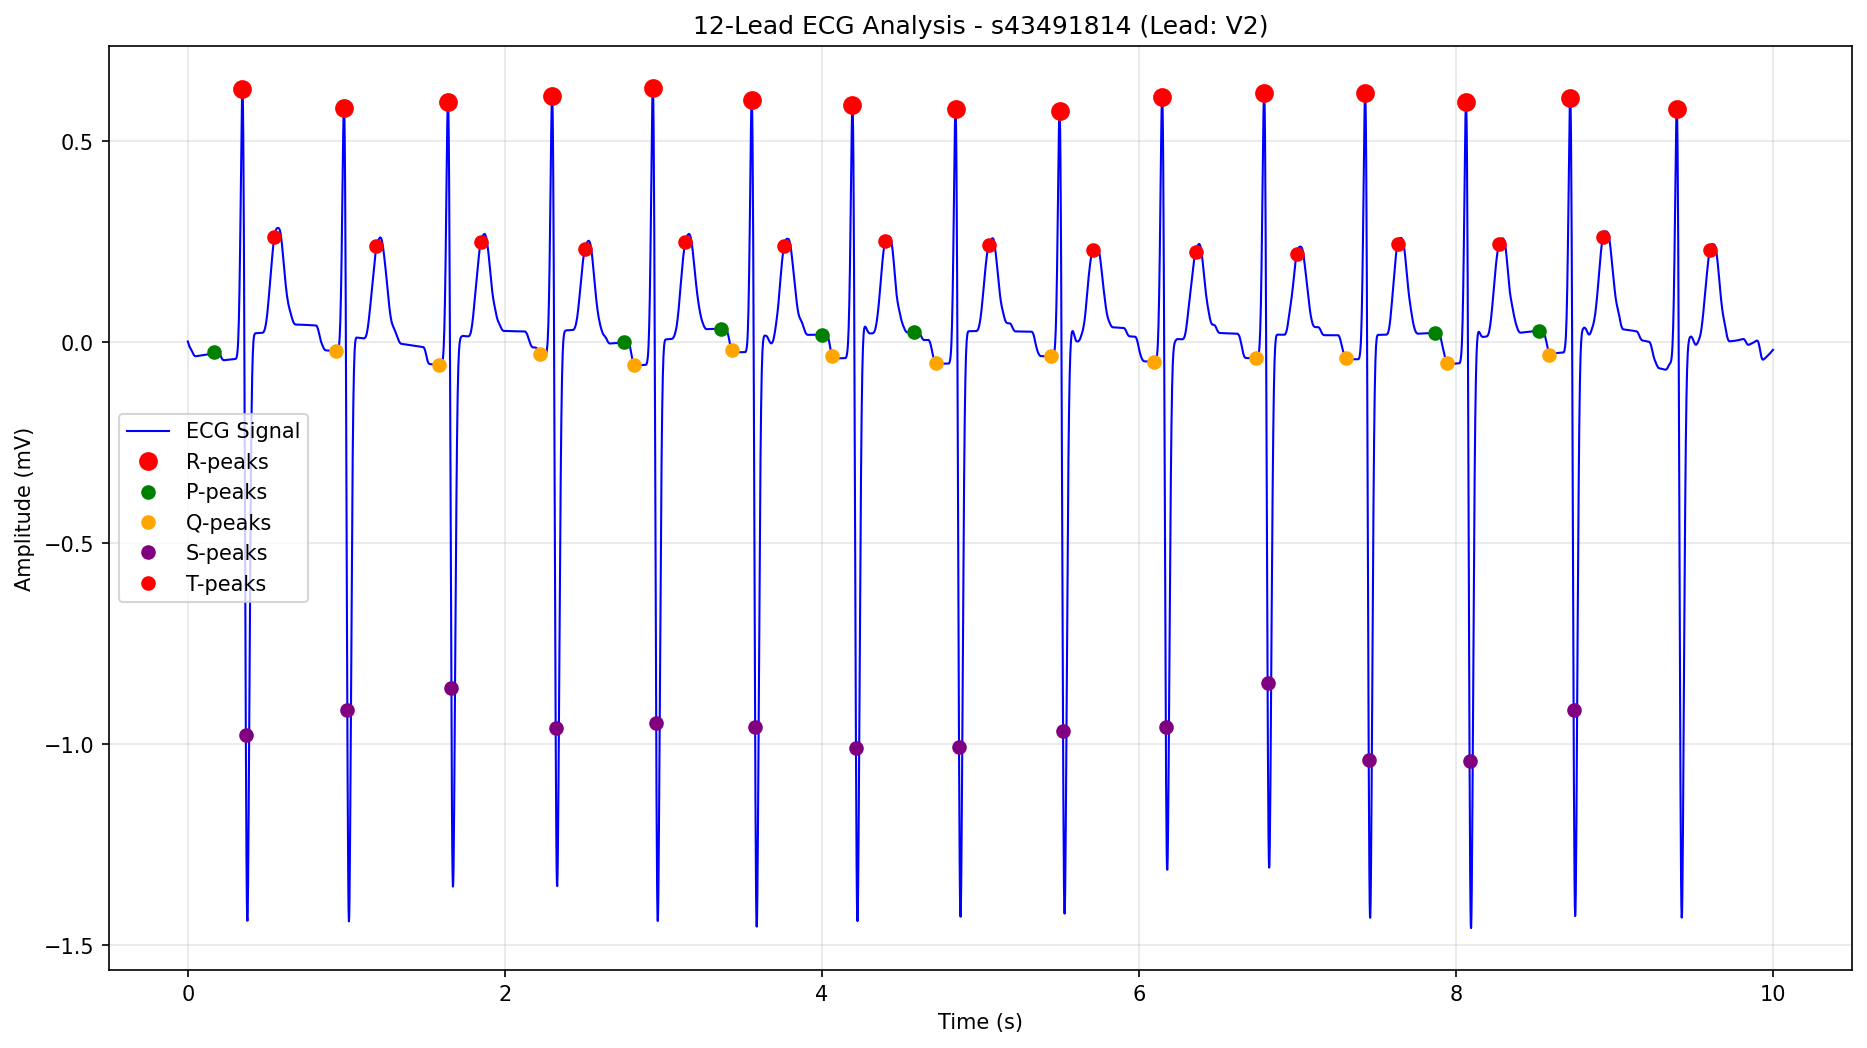 12-Lead ECG Analysis - s43491814 (Lead: V2)
Amplitude (mV)
0.5
0.0
−0.5
−1.0
−1.5
ECG Signal
R-peaks
P-peaks
Q-peaks
S-peaks
T-peaks
0 2 4 6 8 10
Time (s)